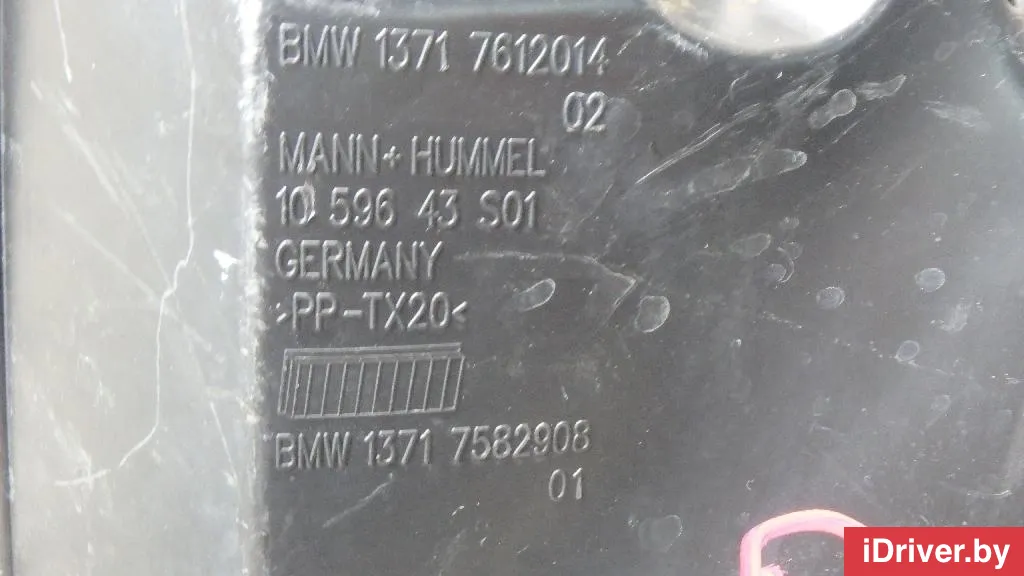 BMW 1371 7612014
02
MANN+HUMMEL
10 596 43 S01
GERMANY
>PP-TX20<
BMW 1371 7582908
01
iDriver.by